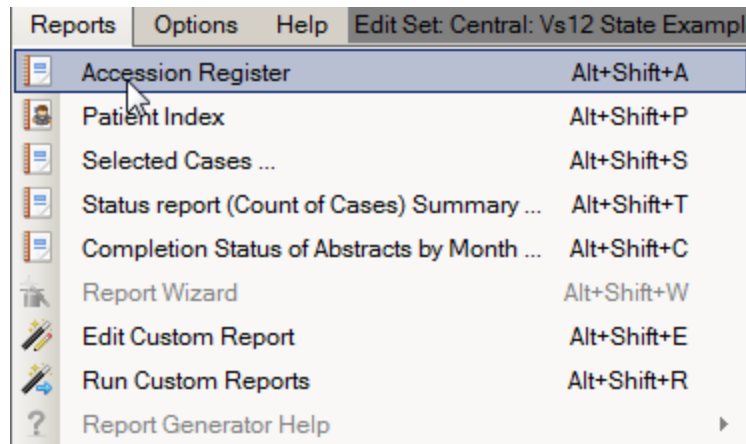 Reports Options Help Edit Set: Central: Vs12 State Exampl
Accession Register Alt+Shift+A
Patient Index Alt+Shift+P
Selected Cases ... Alt+Shift+S
Status report (Count of Cases) Summary ... Alt+Shift+T
Completion Status of Abstracts by Month ... Alt+Shift+C
Report Wizard Alt+Shift+W
Edit Custom Report Alt+Shift+E
Run Custom Reports Alt+Shift+R
Report Generator Help